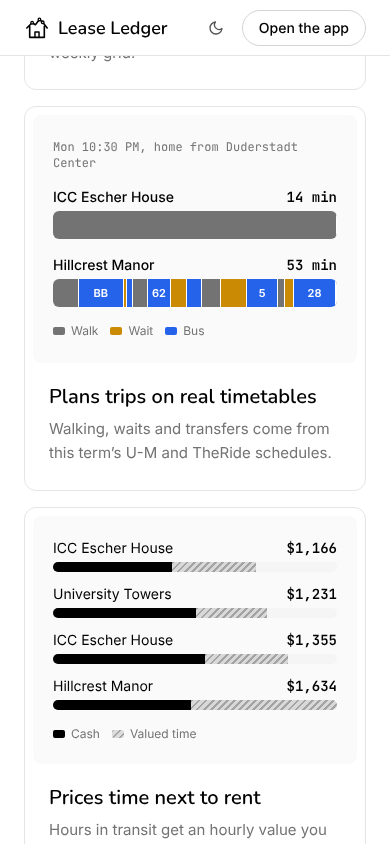 Lease Ledger
Open the app
weekly grid.
Mon 10:30 PM, home from Duderstadt
Center
ICC Escher House 14 min
Hillcrest Manor 53 min
BB 62 5 28
Walk Wait Bus
Plans trips on real timetables
Walking, waits and transfers come from
this term’s U-M and TheRide schedules.
ICC Escher House $1,166
University Towers $1,231
ICC Escher House $1,355
Hillcrest Manor $1,634
Cash Valued time
Prices time next to rent
Hours in transit get an hourly value you